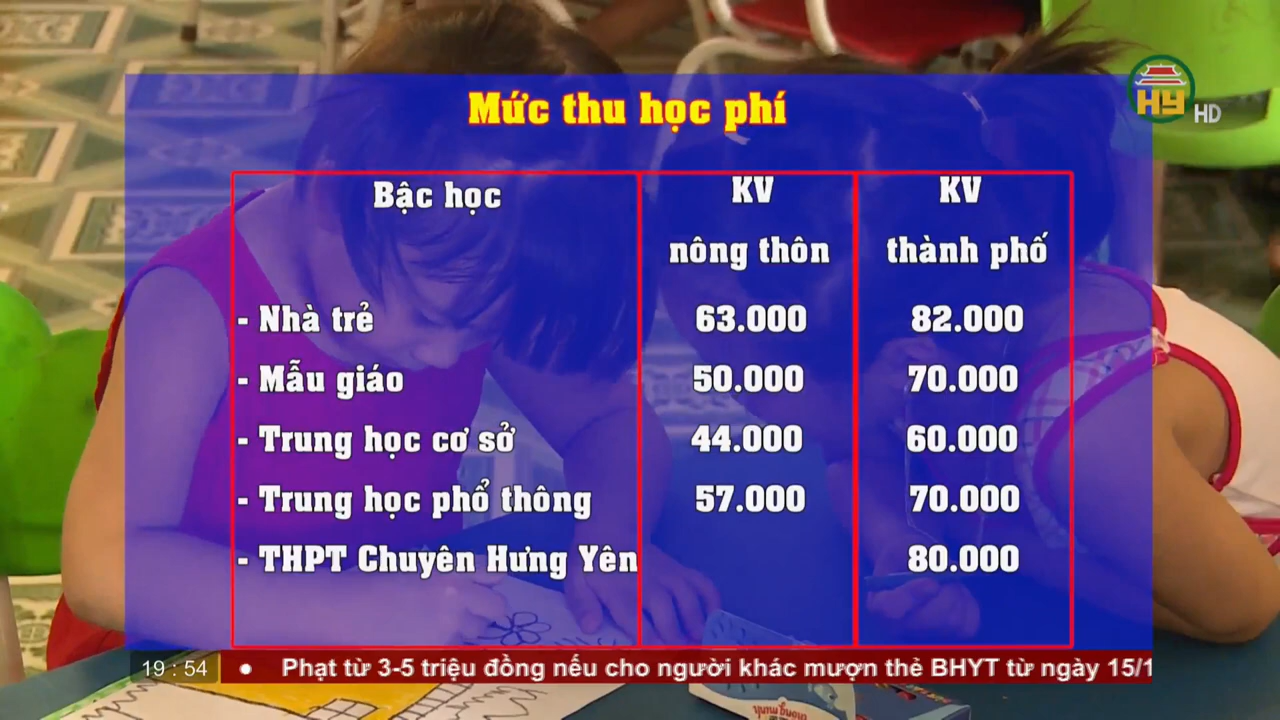 Mức thu học phí
HY HD
Bậc học KV nông thôn KV thành phố
- Nhà trẻ 63.000 82.000
- Mẫu giáo 50.000 70.000
- Trung học cơ sở 44.000 60.000
- Trung học phổ thông 57.000 70.000
- THPT Chuyên Hưng Yên 80.000
19 : 54 • Phạt từ 3-5 triệu đồng nếu cho người khác mượn thẻ BHYT từ ngày 15/1